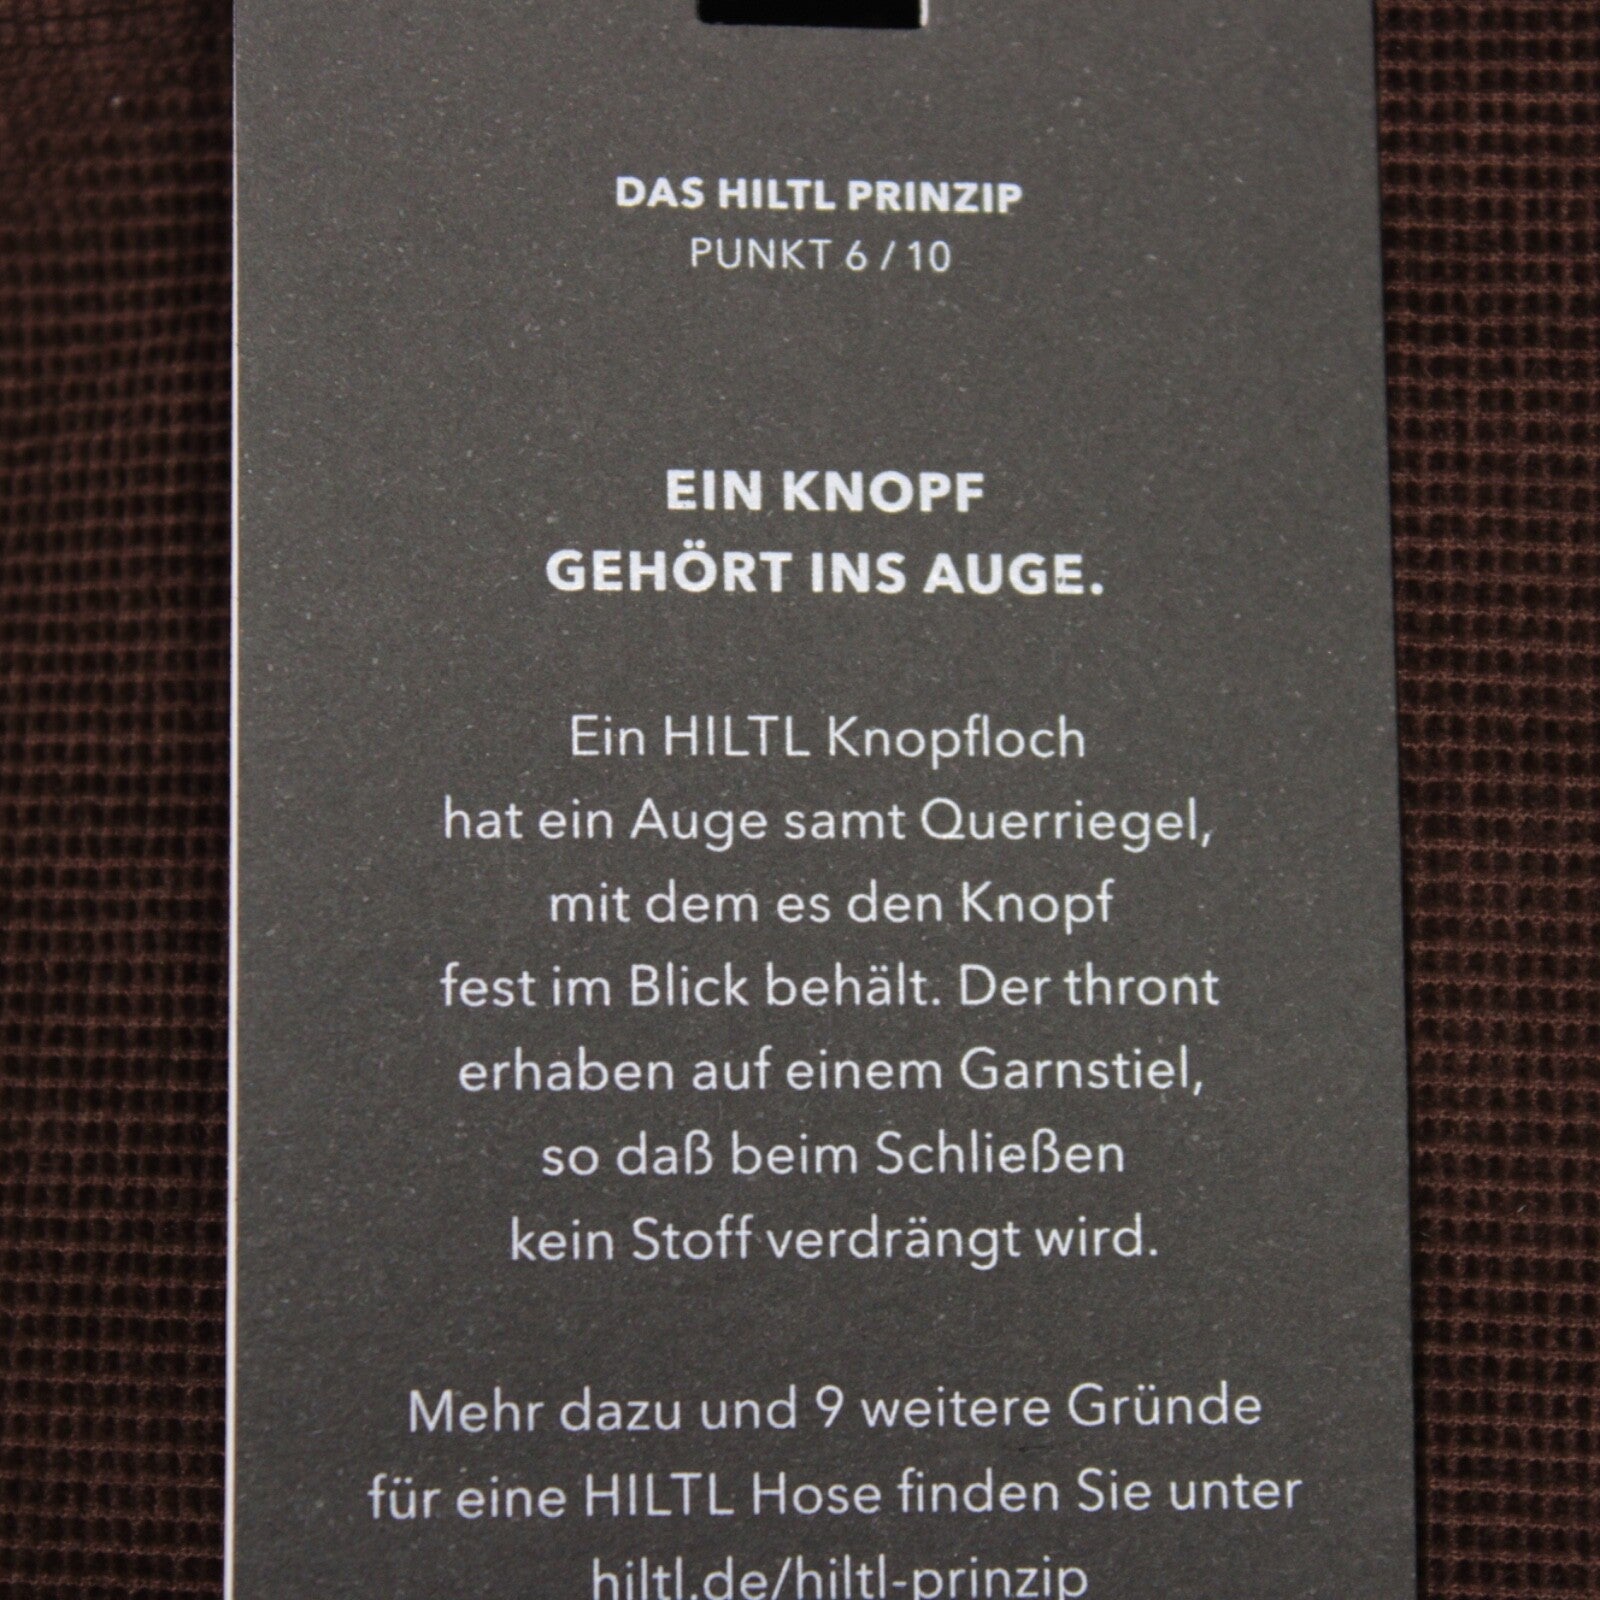 DAS HILTL PRINZIP
PUNKT 6 / 10
EIN KNOPF
GEHÖRT INS AUGE.
Ein HILTL Knopfloch
hat ein Auge samt Querriegel,
mit dem es den Knopf
fest im Blick behält. Der thront
erhaben auf einem Garnstiel,
so daß beim Schließen
kein Stoff verdrängt wird.
Mehr dazu und 9 weitere Gründe
für eine HILTL Hose finden Sie unter
hiltl.de/hiltl-prinzip